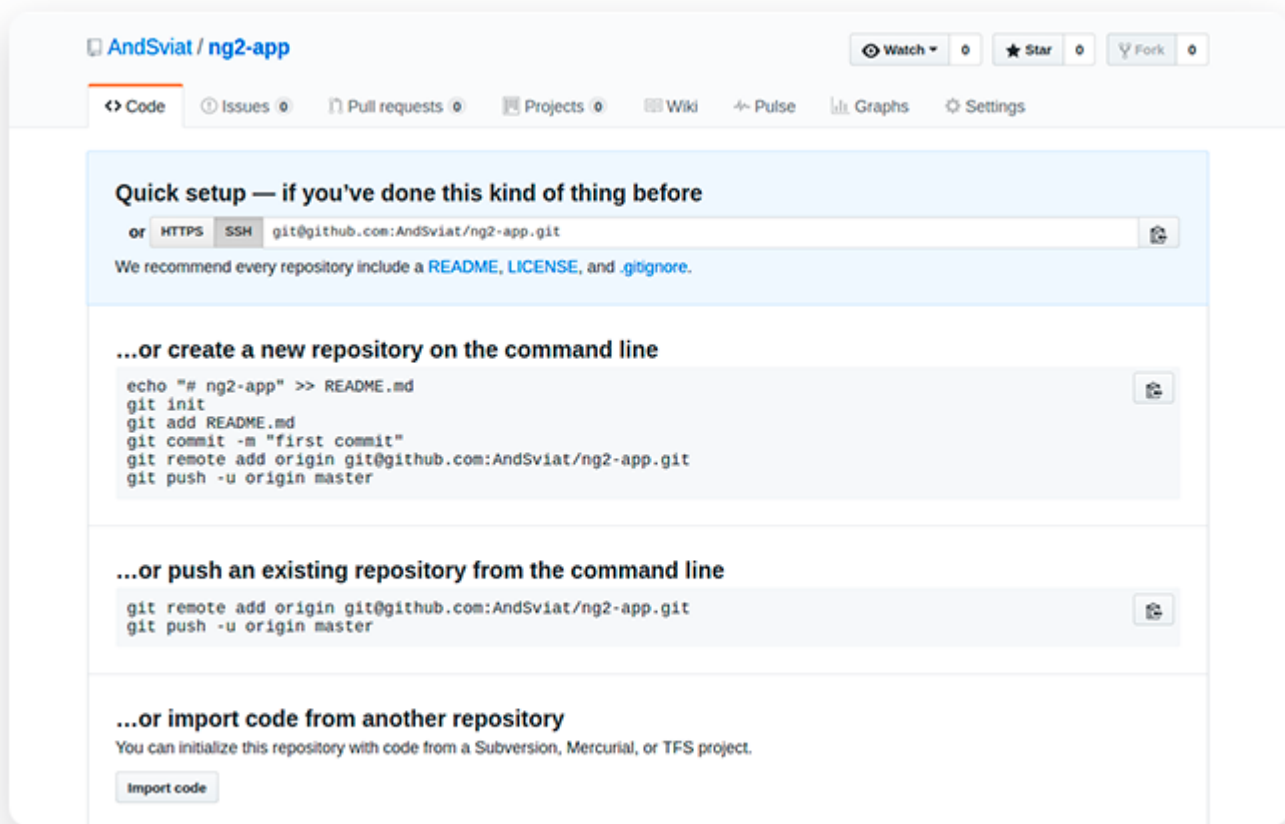 AndSviat / ng2-app
Watch 0 Star 0 Fork 0
<> Code Issues 0 Pull requests 0 Projects 0 Wiki Pulse Graphs Settings
Quick setup — if you’ve done this kind of thing before
or HTTPS SSH git@github.com:AndSviat/ng2-app.git
We recommend every repository include a README, LICENSE, and .gitignore.
…or create a new repository on the command line
echo "# ng2-app" >> README.md
git init
git add README.md
git commit -m "first commit"
git remote add origin git@github.com:AndSviat/ng2-app.git
git push -u origin master
…or push an existing repository from the command line
git remote add origin git@github.com:AndSviat/ng2-app.git
git push -u origin master
…or import code from another repository
You can initialize this repository with code from a Subversion, Mercurial, or TFS project.
Import code